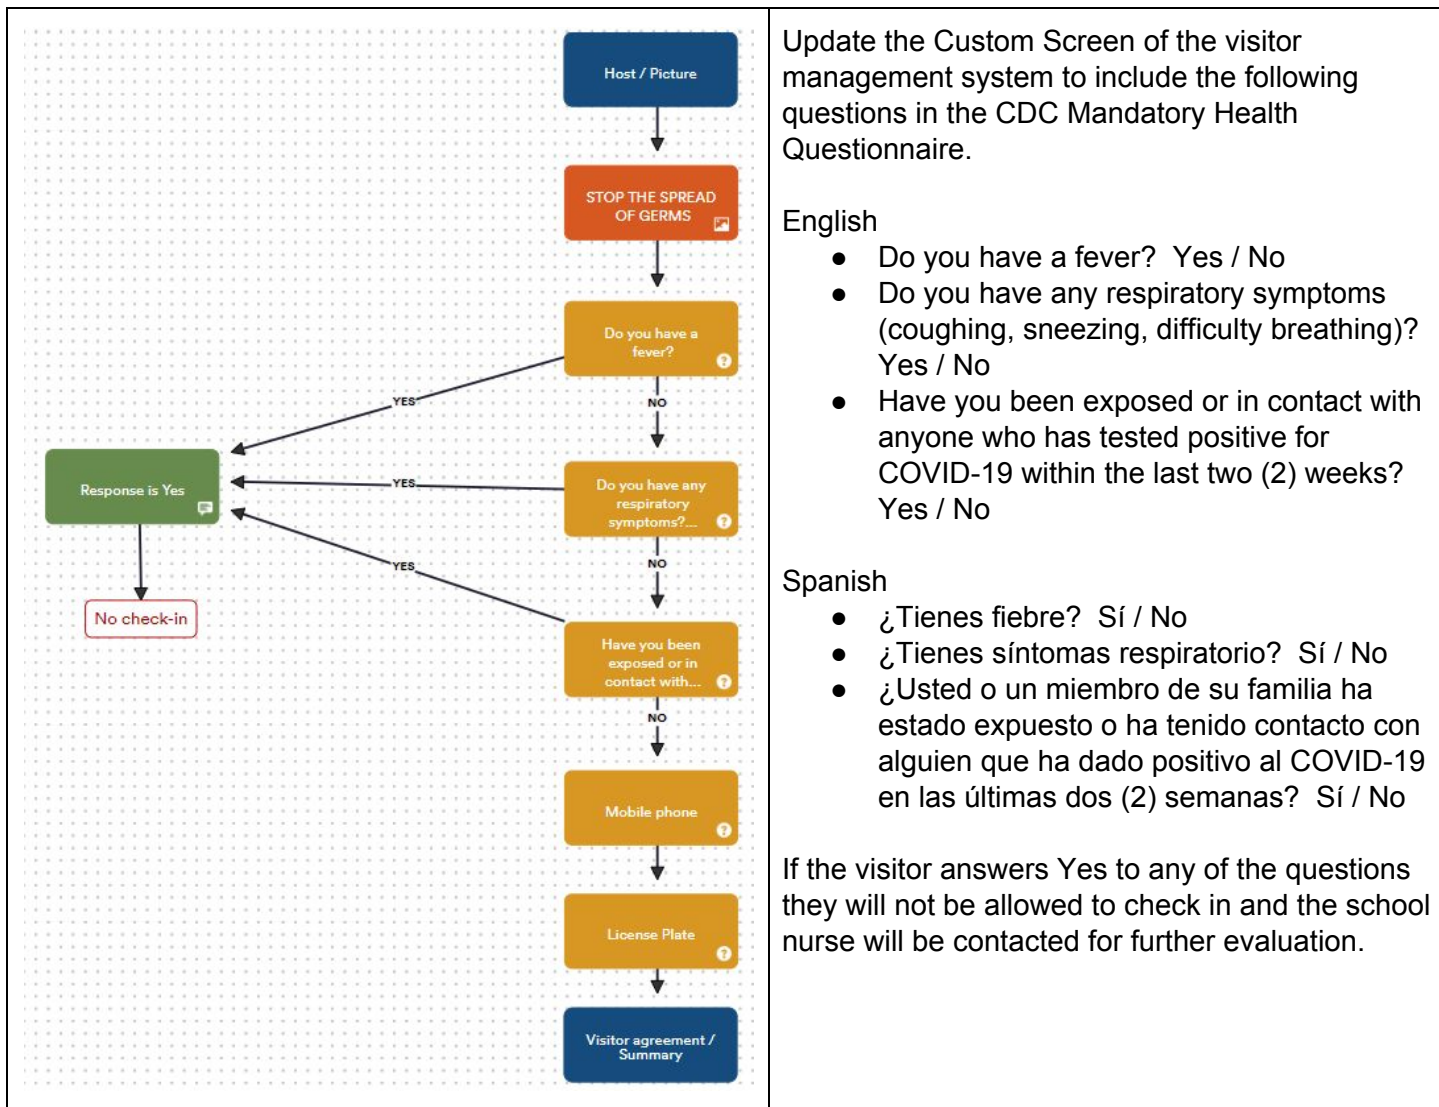 Host / Picture
STOP THE SPREAD
OF GERMS
Do you have a
fever?
YES
NO
Response is Yes
YES
Do you have any
respiratory
symptoms?...
YES
NO
No check-in
Have you been
exposed or in
contact with...
NO
Mobile phone
License Plate
Visitor agreement /
Summary
Update the Custom Screen of the visitor
management system to include the following
questions in the CDC Mandatory Health
Questionnaire.
English
● Do you have a fever?  Yes / No
● Do you have any respiratory symptoms
(coughing, sneezing, difficulty breathing)?
Yes / No
● Have you been exposed or in contact with
anyone who has tested positive for
COVID-19 within the last two (2) weeks?
Yes / No
Spanish
● ¿Tienes fiebre?  Sí / No
● ¿Tienes síntomas respiratorio?  Sí / No
● ¿Usted o un miembro de su familia ha
estado expuesto o ha tenido contacto con
alguien que ha dado positivo al COVID-19
en las últimas dos (2) semanas?  Sí / No
If the visitor answers Yes to any of the questions
they will not be allowed to check in and the school
nurse will be contacted for further evaluation.